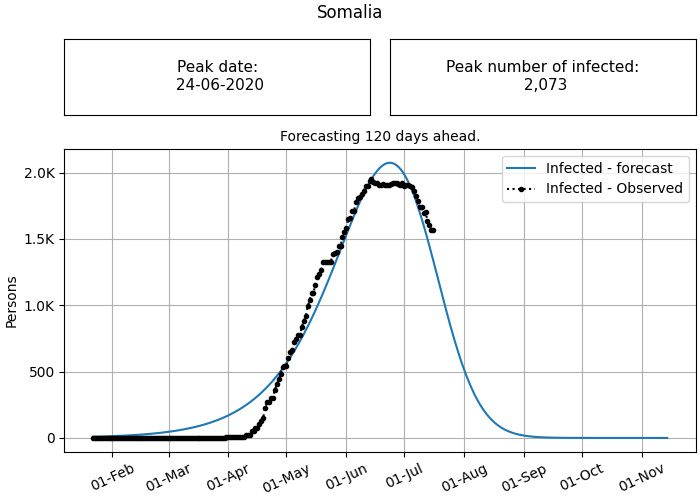 Somalia
Peak date:
24-06-2020
Peak number of infected:
2,073
Forecasting 120 days ahead.
Infected - forecast
Infected - Observed
2.0K
1.5K
1.0K
500
0
Persons
01-Feb
01-Mar
01-Apr
01-May
01-Jun
01-Jul
01-Aug
01-Sep
01-Oct
01-Nov